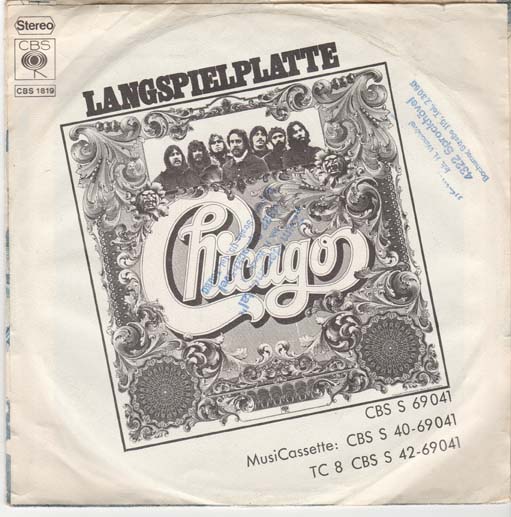 Stereo
CBS
CBS 1819
LANGSPIELPLATTE
Chicago
4322 Sprockhövel
CBS S 69041
MusiCassette: CBS S 40-69041
TC 8 CBS S 42-69041